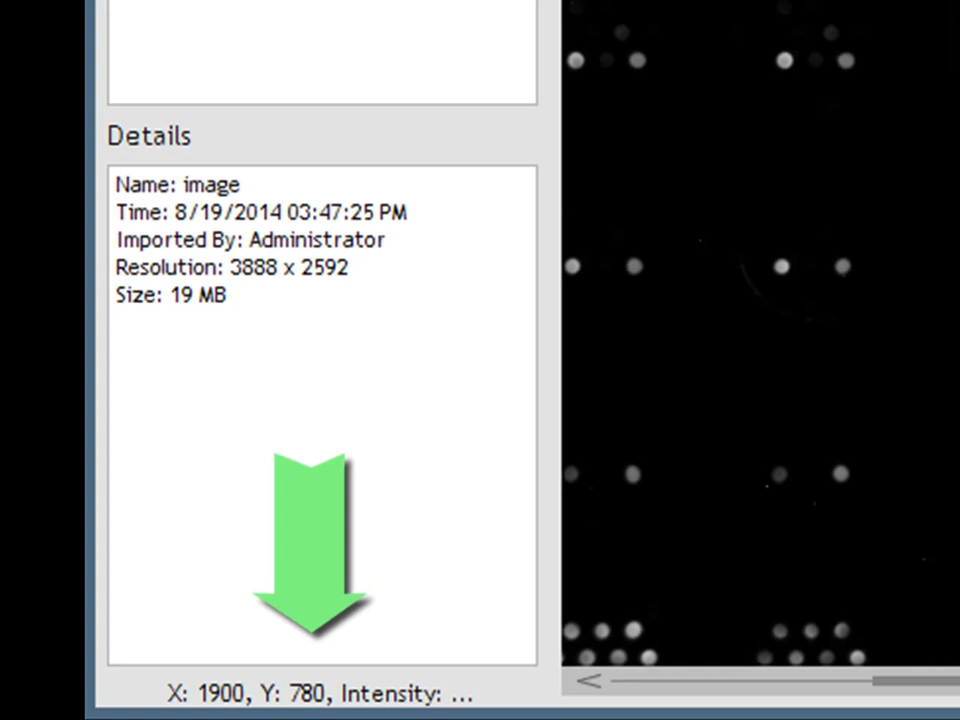 Details
Name: image
Time: 8/19/2014 03:47:25 PM
Imported By: Administrator
Resolution: 3888 x 2592
Size: 19 MB
X: 1900, Y: 780, Intensity: ...